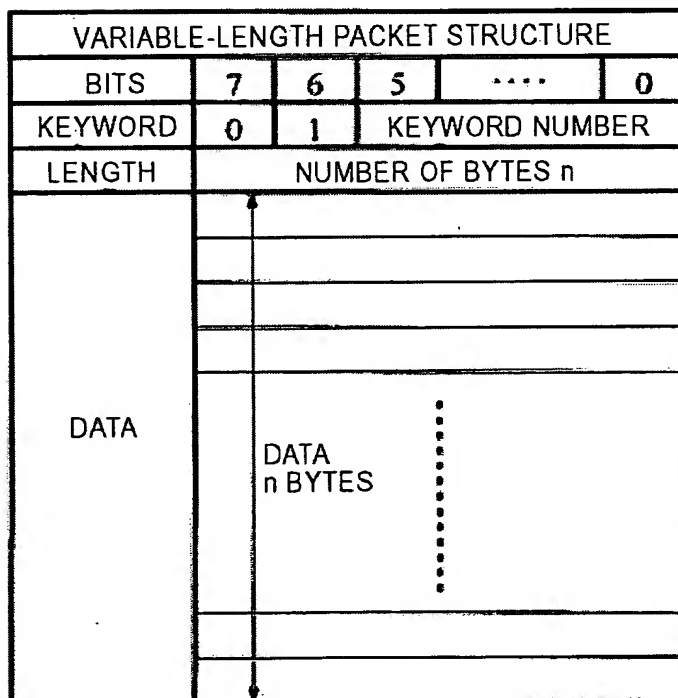 VARIABLE-LENGTH PACKET STRUCTURE
BITS 7 6 5 .... 0
KEYWORD 0 1 KEYWORD NUMBER
LENGTH NUMBER OF BYTES n
DATA
DATA
n BYTES